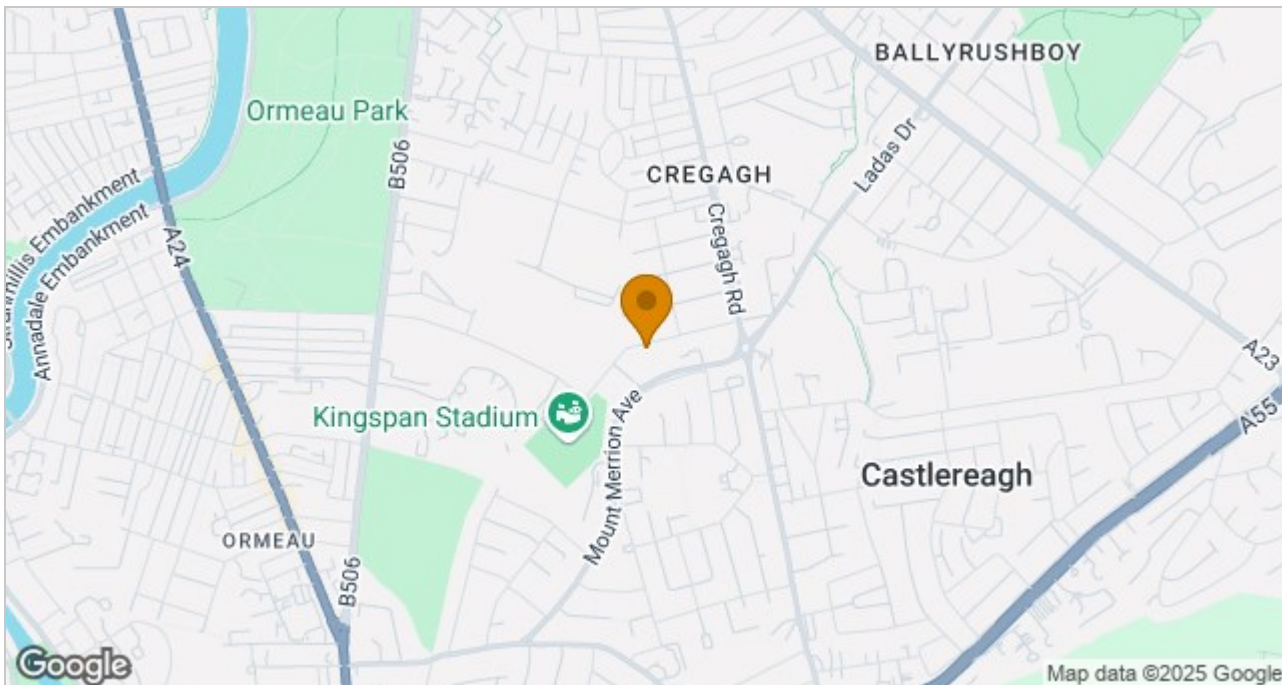 BALLYRUSHBOY
Ormeau Park
B506
CREGAGH
Ladas Dr
Stranmillis Embankment
Annadale Embankment
A24
Cregagh Rd
A23
Kingspan Stadium
Mount Merrion Ave
A55
Castlereagh
ORMEAU
B506
Google
Map data ©2025 Google